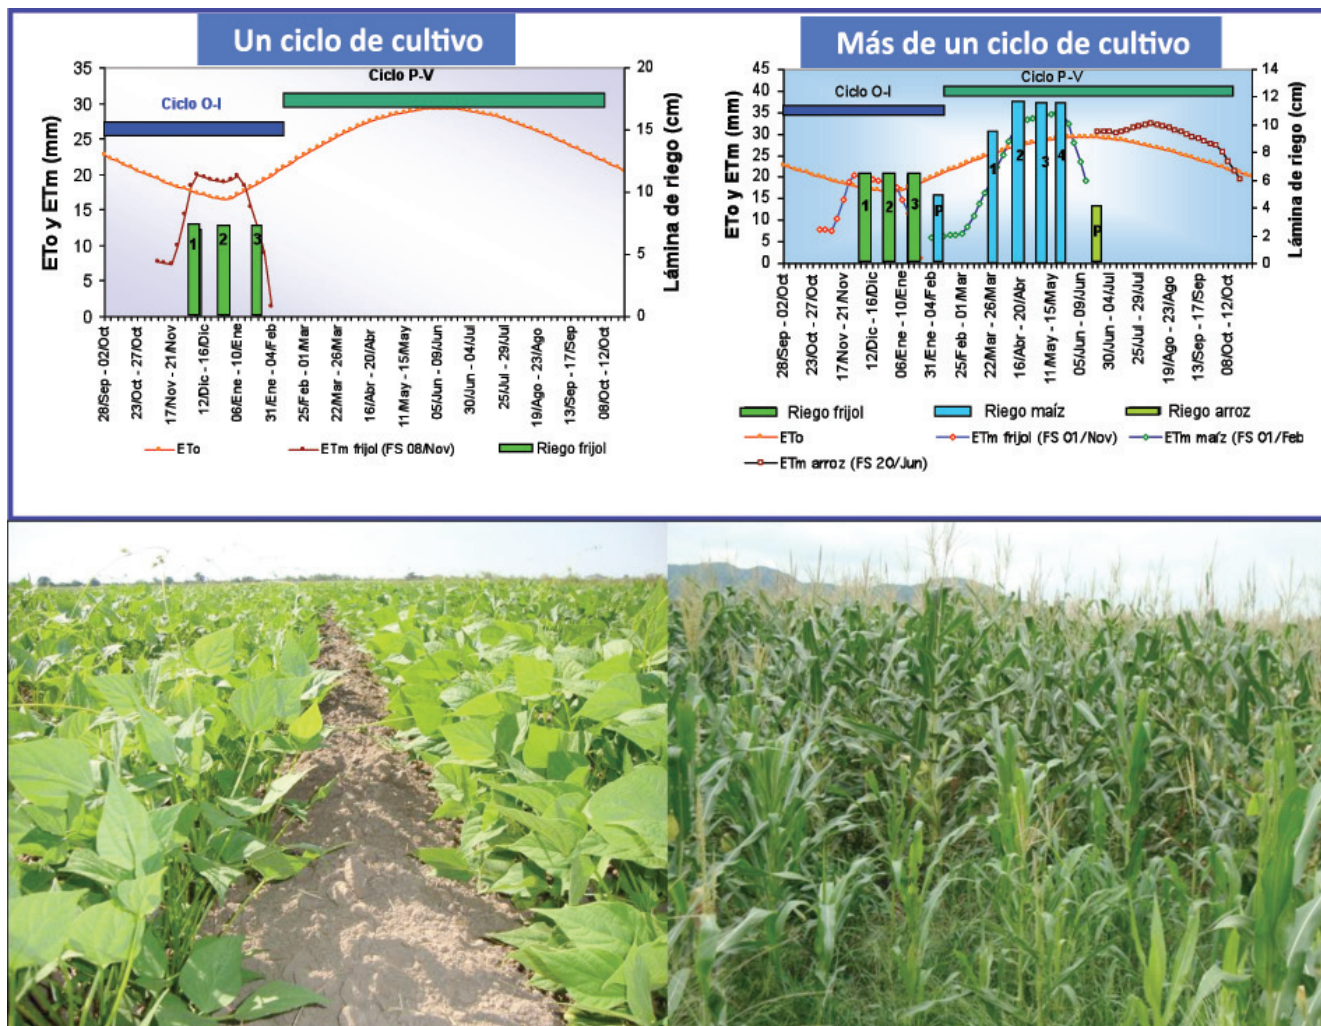 Un ciclo de cultivo
Ciclo P-V
Ciclo O-I
ETo y ETm (mm)
35
30
25
20
15
10
5
0
1
2
3
20
15
10
5
0
Lámina de riego (cm)
28/Sep - 02/Oct
23/Oct - 27/Oct
17/Nov - 21/Nov
12/Dic - 16/Dic
06/Ene - 10/Ene
31/Ene - 04/Feb
25/Feb - 01/Mar
22/Mar - 26/Mar
16/Abr - 20/Abr
11/May - 15/May
05/Jun - 09/Jun
30/Jun - 04/Jul
25/Jul - 29/Jul
19/Ago - 23/Ago
13/Sep - 17/Sep
08/Oct - 12/Oct
ETo
ETm frijol (FS 08/Nov)
Riego frijol
Más de un ciclo de cultivo
Ciclo P-V
Ciclo O-I
ETo y ETm (mm)
45
40
35
30
25
20
15
10
5
0
1
2
3
P
1
2
3
4
P
14
12
10
8
6
4
2
0
Lámina de riego (cm)
28/Sep - 02/Oct
23/Oct - 27/Oct
17/Nov - 21/Nov
12/Dic - 16/Dic
06/Ene - 10/Ene
31/Ene - 04/Feb
25/Feb - 01/Mar
22/Mar - 26/Mar
16/Abr - 20/Abr
11/May - 15/May
05/Jun - 09/Jun
30/Jun - 04/Jul
25/Jul - 29/Jul
19/Ago - 23/Ago
13/Sep - 17/Sep
08/Oct - 12/Oct
Riego frijol
Riego maíz
Riego arroz
ETo
ETm frijol (FS 01/Nov)
ETm maíz (FS 01/Feb
ETm arroz (FS 20/Jun)